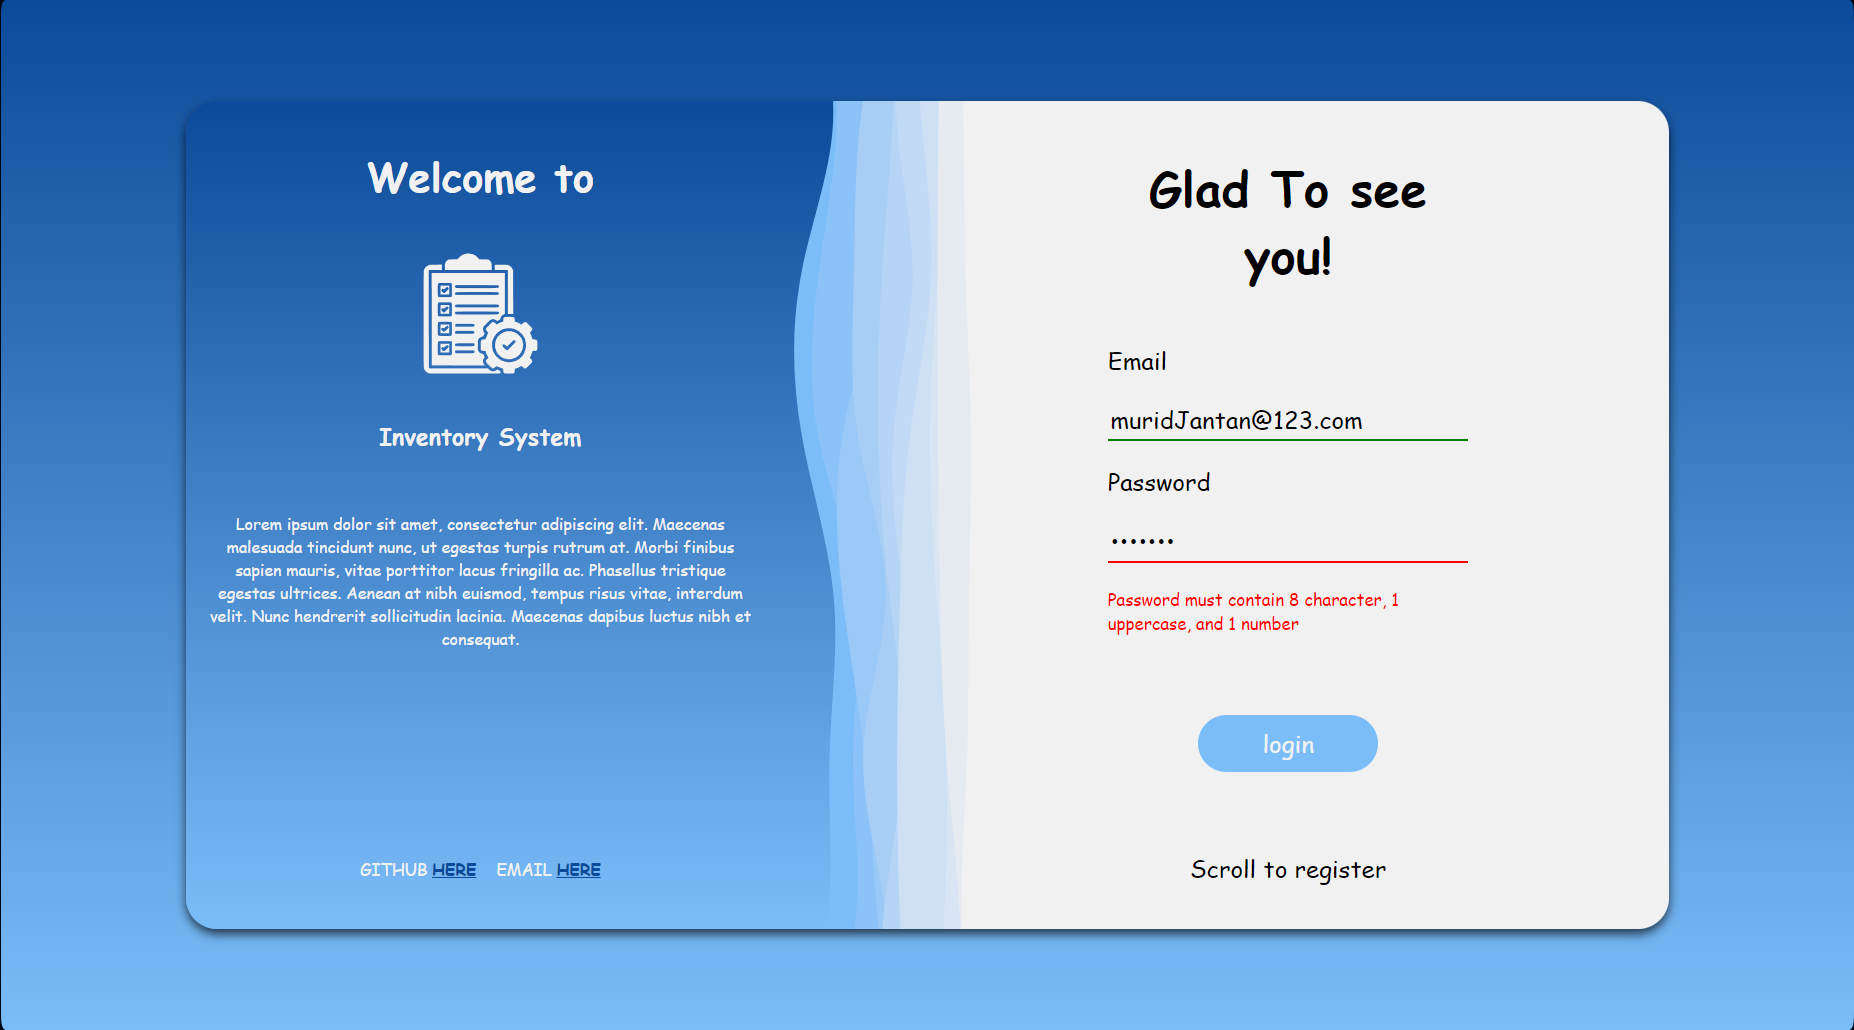 Welcome to
Inventory System
Lorem ipsum dolor sit amet, consectetur adipiscing elit. Maecenas
malesuada tincidunt nunc, ut egestas turpis rutrum at. Morbi finibus
sapien mauris, vitae porttitor lacus fringilla ac. Phasellus tristique
egestas ultrices. Aenean at nibh euismod, tempus risus vitae, interdum
velit. Nunc hendrerit sollicitudin lacinia. Maecenas dapibus luctus nibh et
consequat.
GITHUB HERE EMAIL HERE
Glad To see
you!
Email
muridJantan@123.com
Password
•••••••
Password must contain 8 character, 1
uppercase, and 1 number
login
Scroll to register